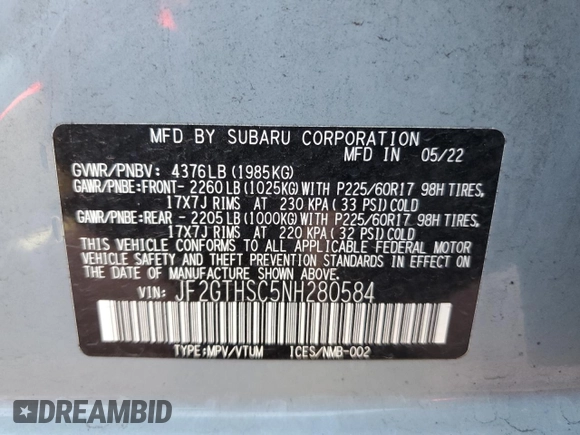 MFD BY SUBARU CORPORATION
MFD IN 05/22
GVWR/PNBV: 4376LB (1985KG)
GAWR/PNBE:FRONT- 2260LB (1025KG) WITH P225/60R17 98H TIRES,
17X7J RIMS AT 230 KPA (33 PSI) COLD
GAWR/PNBE:REAR - 2205LB (1000KG) WITH P225/60R17 98H TIRES,
17X7J RIMS AT 220 KPA (32 PSI) COLD
THIS VEHICLE CONFORMS TO ALL APPLICABLE FEDERAL MOTOR
VEHICLE SAFETY AND THEFT PREVENTION STANDARDS IN EFFECT
ON THE DATE OF MANUFACTURE SHOWN ABOVE.
VIN: JF2GTHSC5NH280584
TYPE:MPV/VTUM ICES/NMB-002
DREAMBID